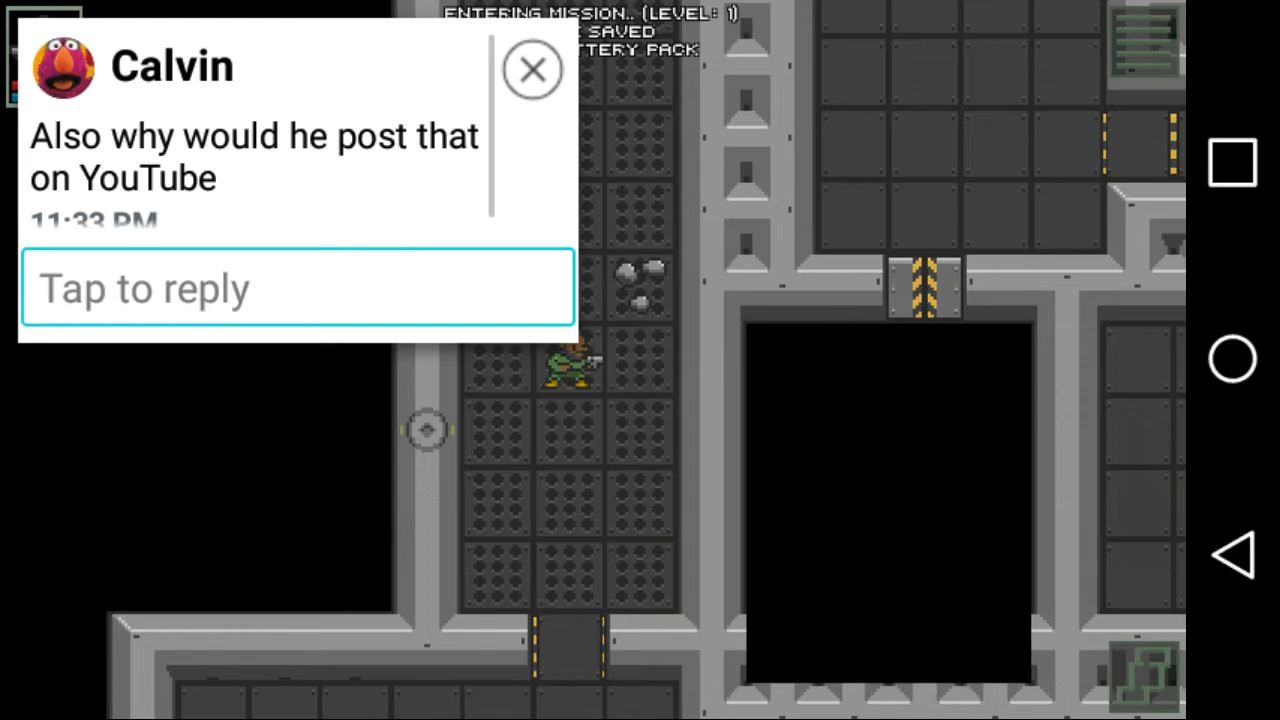 ENTERING MISSION.. (LEVEL: 1)
SAVED
TTERY PACK
Calvin
Also why would he post that
on YouTube
11:33 PM
Tap to reply